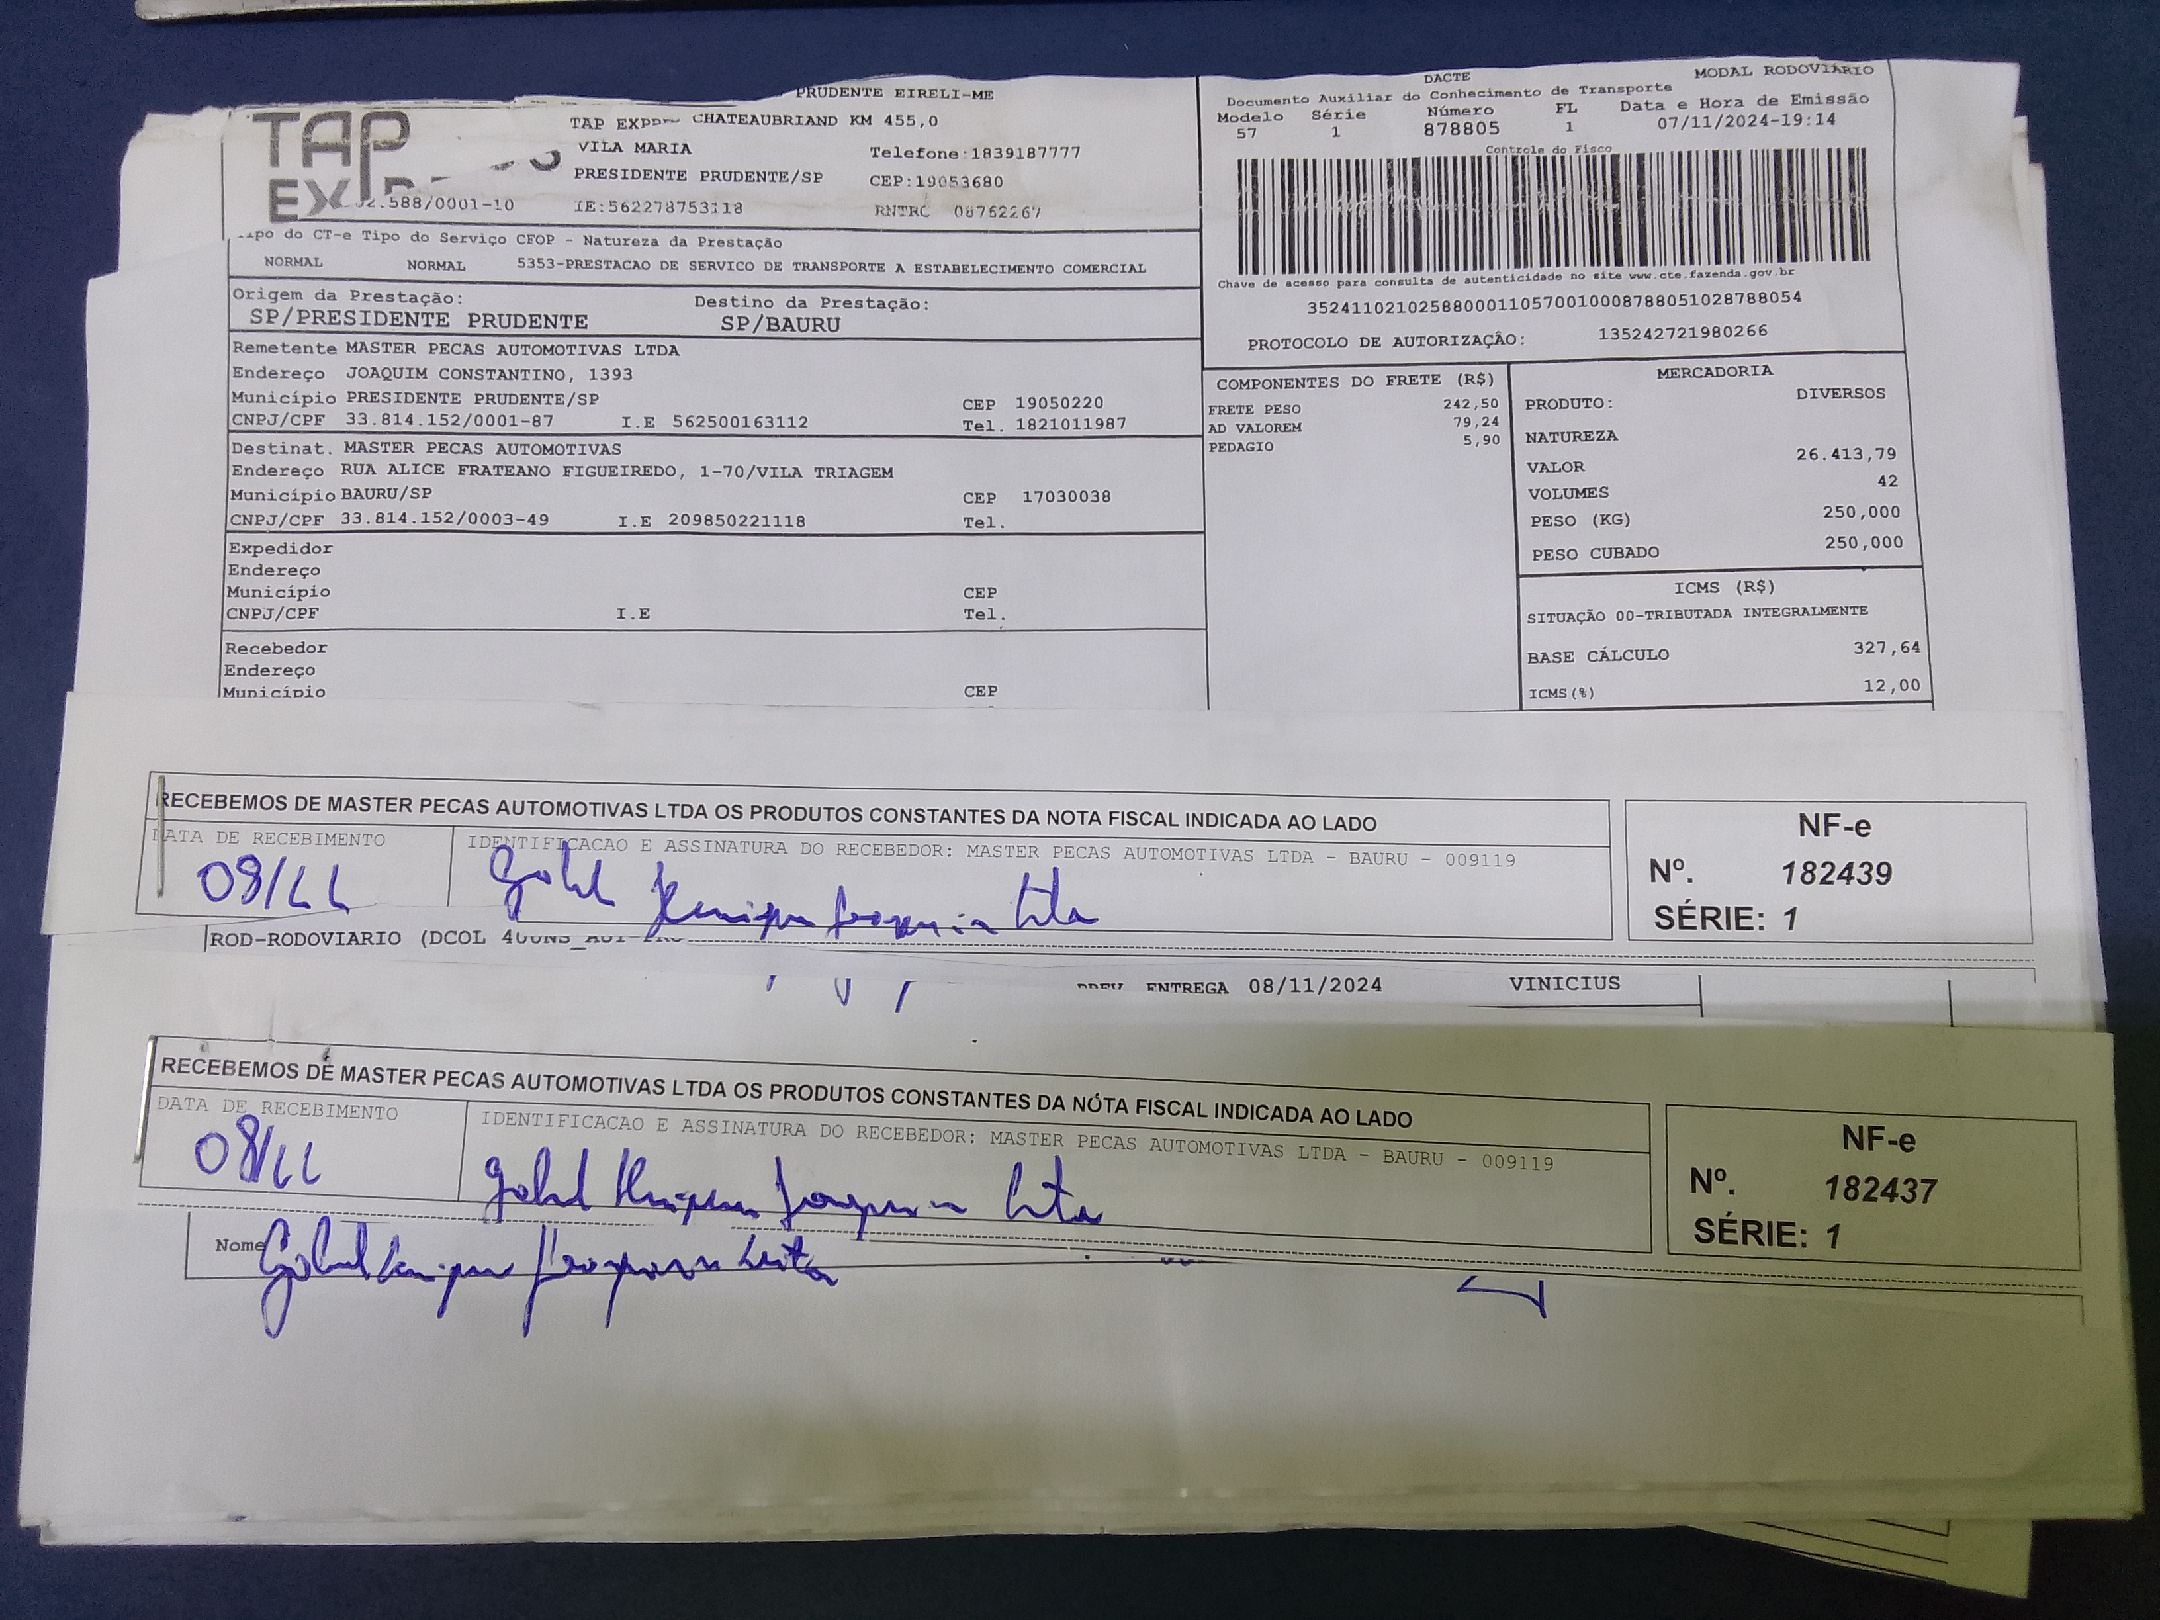 PRUDENTE EIRELI-ME
TAP
TAP CHATEAUBRIAND KM 455,0
VILA MARIA Telefone:1839187777
PRESIDENTE PRUDENTE/SP CEP:19053680
.588/0001-10 IE:562278753118 RNTRC 08762267
do CT-e Tipo do Serviço CFOP - Natureza da Prestação
NORMAL NORMAL 5353-PRESTACAO DE SERVICO DE TRANSPORTE A ESTABELECIMENTO COMERCIAL
Origem da Prestação: Destino da Prestação:
SP/PRESIDENTE PRUDENTE SP/BAURU
Remetente MASTER PECAS AUTOMOTIVAS LTDA
Endereço JOAQUIM CONSTANTINO, 1393
Município PRESIDENTE PRUDENTE/SP CEP 19050220
CNPJ/CPF 33.814.152/0001-87 I.E 562500163112 Tel. 1821011987
Destinat. MASTER PECAS AUTOMOTIVAS
Endereço RUA ALICE FRATEANO FIGUEIREDO, 1-70/VILA TRIAGEM
Município BAURU/SP CEP 17030038
CNPJ/CPF 33.814.152/0003-49 I.E 209850221118 Tel.
Expedidor
Endereço
Município CEP
CNPJ/CPF I.E Tel.
Recebedor
Endereço
Município CEP
DACTE MODAL RODOVIÁRIO
Documento Auxiliar do Conhecimento de Transporte
Modelo Série Número FL Data e Hora de Emissão
57 1 878805 1 07/11/2024-19:14
Controle do Fisco
Chave de acesso para consulta de autenticidade no site www.cte.fazenda.gov.br
35241102102588000110570010008788051028788054
PROTOCOLO DE AUTORIZAÇÂO: 135242721980266
COMPONENTES DO FRETE (R$)
FRETE PESO 242,50
AD VALOREM 79,24
PEDAGIO 5,90
MERCADORIA
PRODUTO: DIVERSOS
NATUREZA
VALOR 26.413,79
VOLUMES 42
PESO (KG) 250,000
PESO CUBADO 250,000
ICMS (R$)
SITUAÇÃO 00-TRIBUTADA INTEGRALMENTE
BASE CÁLCULO 327,64
ICMS(%) 12,00
RECEBEMOS DE MASTER PECAS AUTOMOTIVAS LTDA OS PRODUTOS CONSTANTES DA NOTA FISCAL INDICADA AO LADO
DATA DE RECEBIMENTO IDENTIFICACAO E ASSINATURA DO RECEBEDOR: MASTER PECAS AUTOMOTIVAS LTDA - BAURU - 009119
08/11
NF-e
Nº. 182439
SÉRIE: 1
ROD-RODOVIARIO (DCOL
ENTREGA 08/11/2024 VINICIUS
RECEBEMOS DE MASTER PECAS AUTOMOTIVAS LTDA OS PRODUTOS CONSTANTES DA NOTA FISCAL INDICADA AO LADO
DATA DE RECEBIMENTO IDENTIFICACAO E ASSINATURA DO RECEBEDOR: MASTER PECAS AUTOMOTIVAS LTDA - BAURU - 009119
08/11
NF-e
Nº. 182437
SÉRIE: 1
Nome